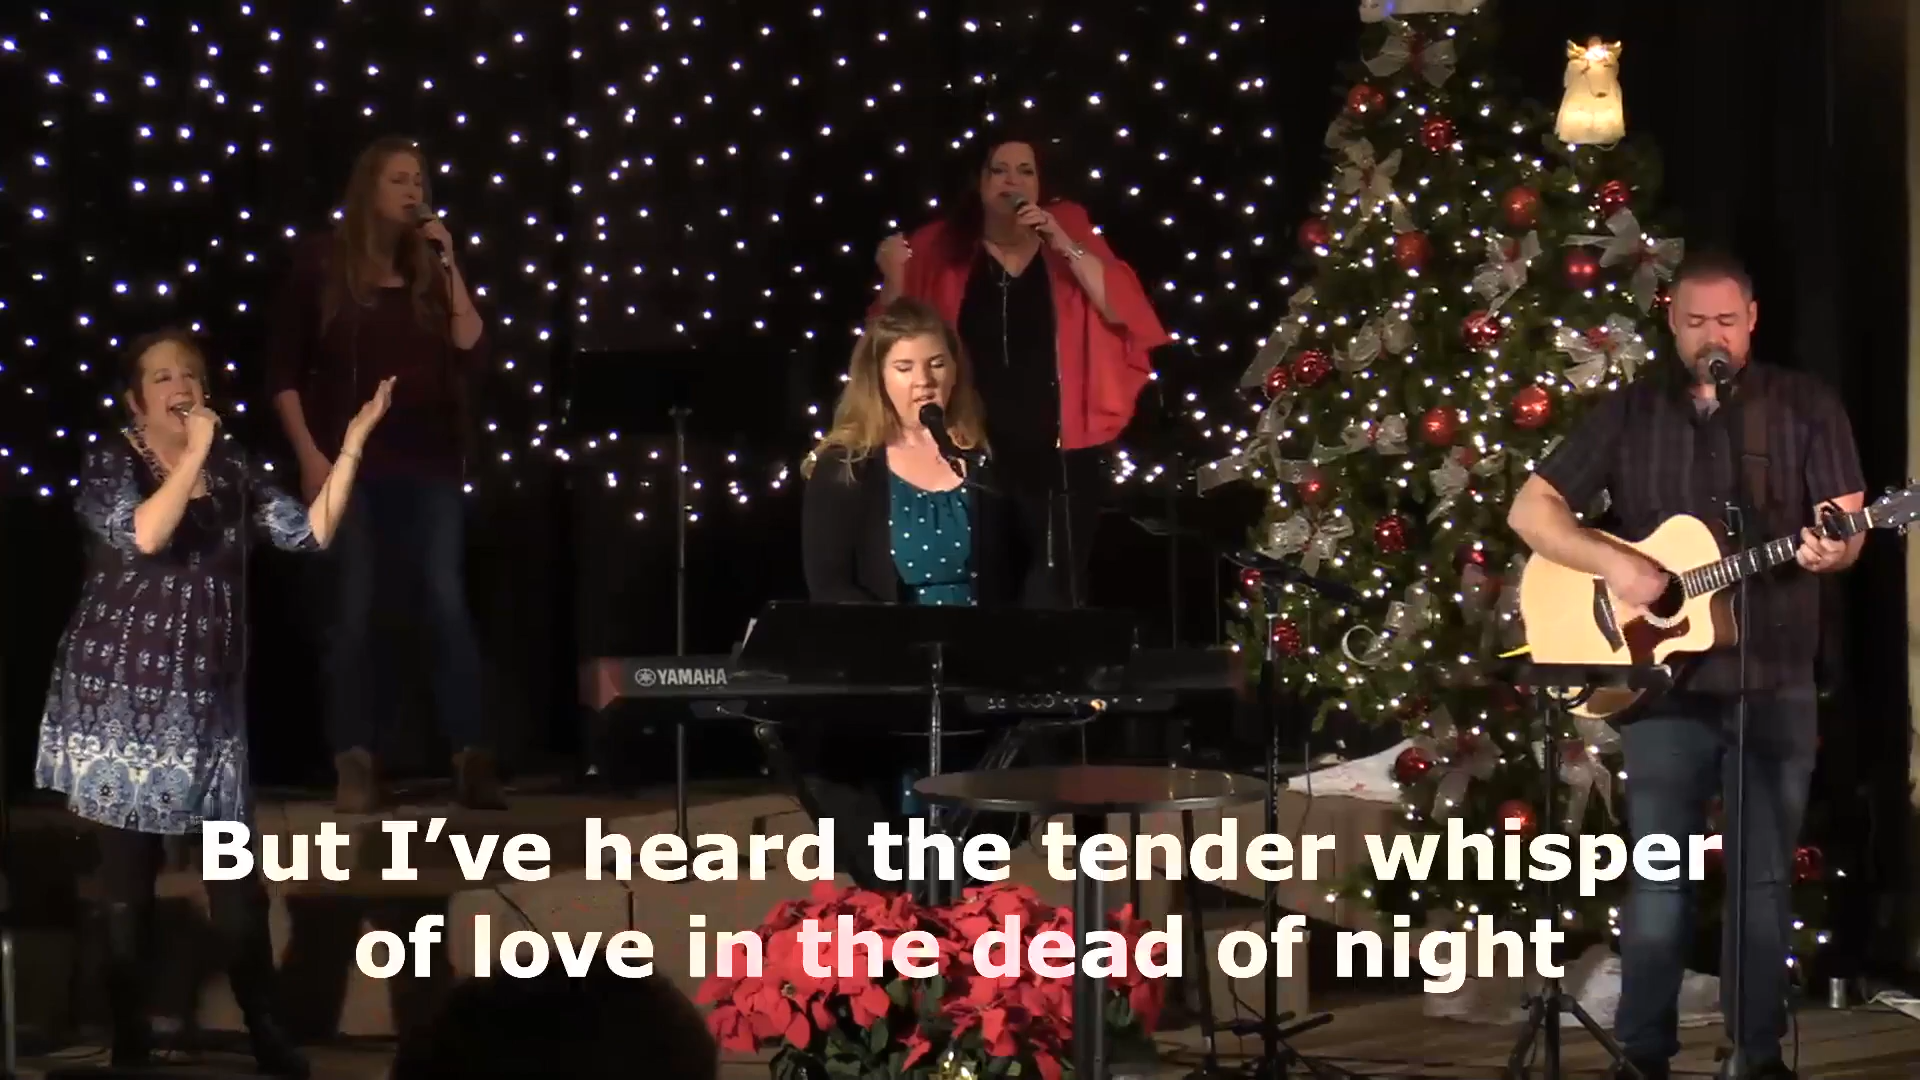 YAMAHA
But I’ve heard the tender whisper
of love in the dead of night